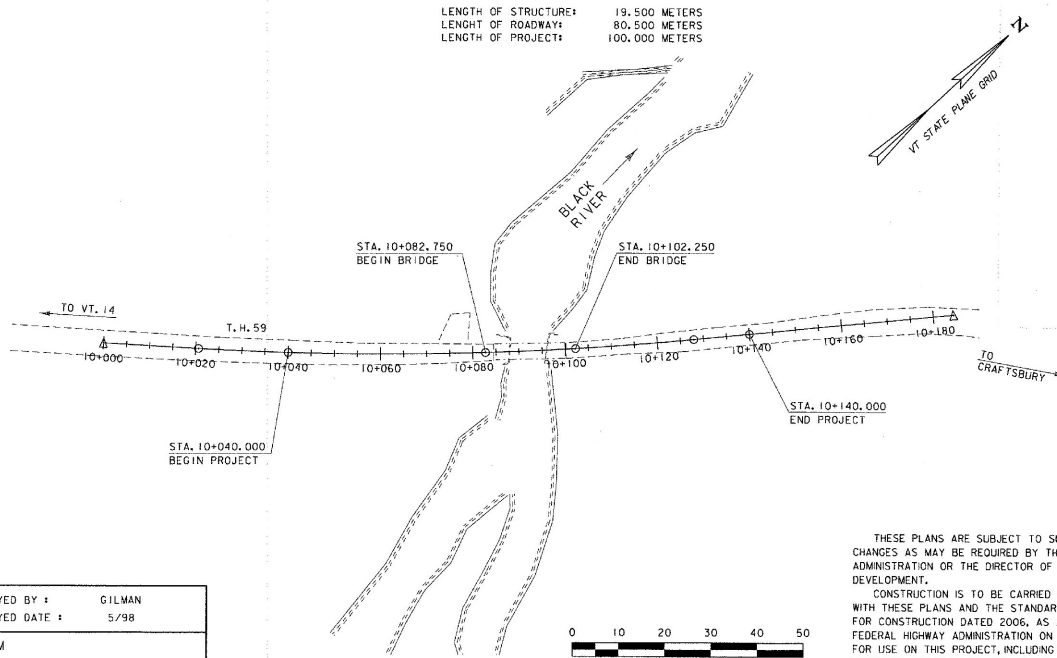 LENGTH OF STRUCTURE: 19.500 METERS
LENGHT OF ROADWAY: 80.500 METERS
LENGTH OF PROJECT: 100.000 METERS
N
VT STATE PLANE GRID
BLACK
RIVER
STA. 10+082.750
BEGIN BRIDGE
STA. 10+102.250
END BRIDGE
TO VT. 14
T.H. 59
10+000
10+020
10+040
10+060
10+080
10+100
10+120
10+140
10+160
10+180
TO
CRAFTSBURY
STA. 10+040.000
BEGIN PROJECT
STA. 10+140.000
END PROJECT
YED BY : GILMAN
YED DATE : 5/98
M
0 10 20 30 40 50
THESE PLANS ARE SUBJECT TO
CHANGES AS MAY BE REQUIRED BY TH
ADMINISTRATION OR THE DIRECTOR OF
DEVELOPMENT.
CONSTRUCTION IS TO BE CARRIED
WITH THESE PLANS AND THE STANDAR
FOR CONSTRUCTION DATED 2006, AS
FEDERAL HIGHWAY ADMINISTRATION ON
FOR USE ON THIS PROJECT, INCLUDING